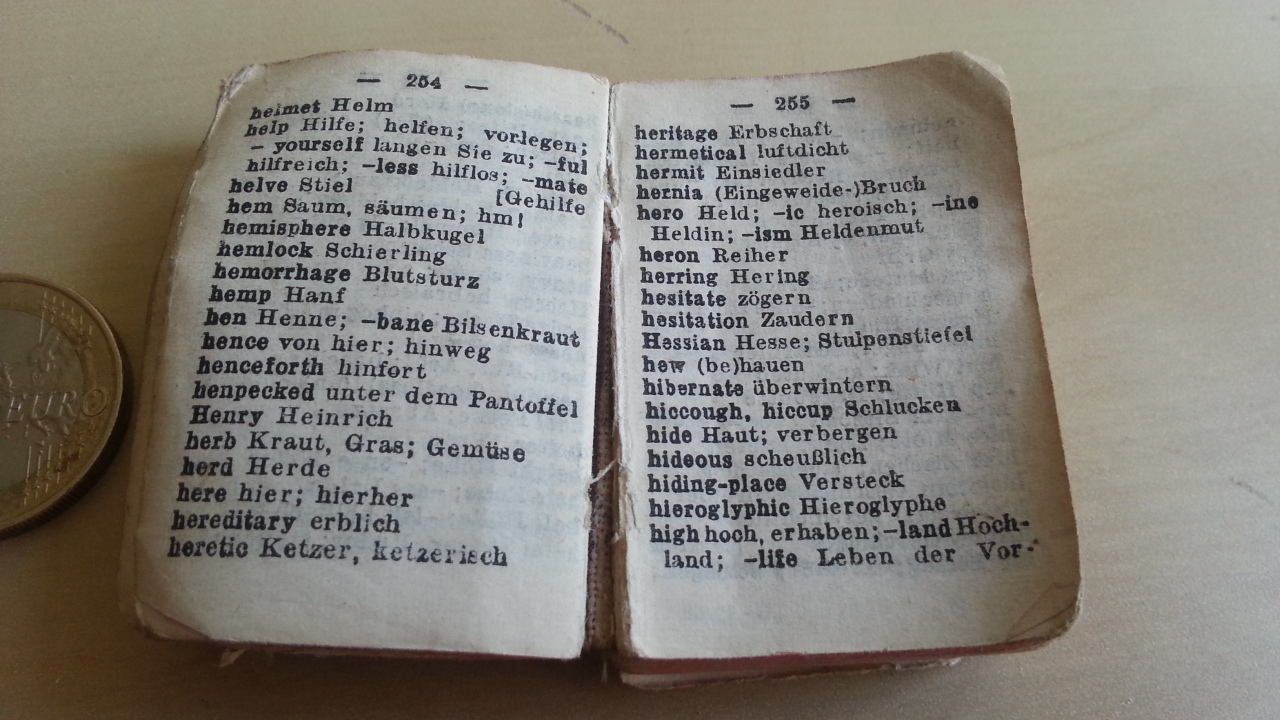 EUR
— 254 —
helmet Helm
help Hilfe; helfen; vorlegen;
- yourself langen Sie zu; -ful
hilfreich; -less hilflos; -mate
helve Stiel [Gehilfe
hem Saum, säumen; hm!
hemisphere Halbkugel
hemlock Schierling
hemorrhage Blutsturz
hemp Hanf
hen Henne; -bane Bilsenkraut
hence von hier; hinweg
henceforth hinfort
henpecked unter dem Pantoffel
Henry Heinrich
herb Kraut, Gras; Gemüse
herd Herde
here hier; hierher
hereditary erblich
heretic Ketzer, ketzerisch
— 255 —
heritage Erbschaft
hermetical luftdicht
hermit Einsiedler
hernia (Eingeweide-)Bruch
hero Held; -ic heroisch; -ine
Heldin; -ism Heldenmut
heron Reiher
herring Hering
hesitate zögern
hesitation Zaudern
Hessian Hesse; Stulpenstiefel
hew (be)hauen
hibernate überwintern
hiccough, hiccup Schlucken
hide Haut; verbergen
hideous scheußlich
hiding-place Versteck
hieroglyphic Hieroglyphe
high hoch, erhaben; -land Hoch-
land; -life Leben der Vor-